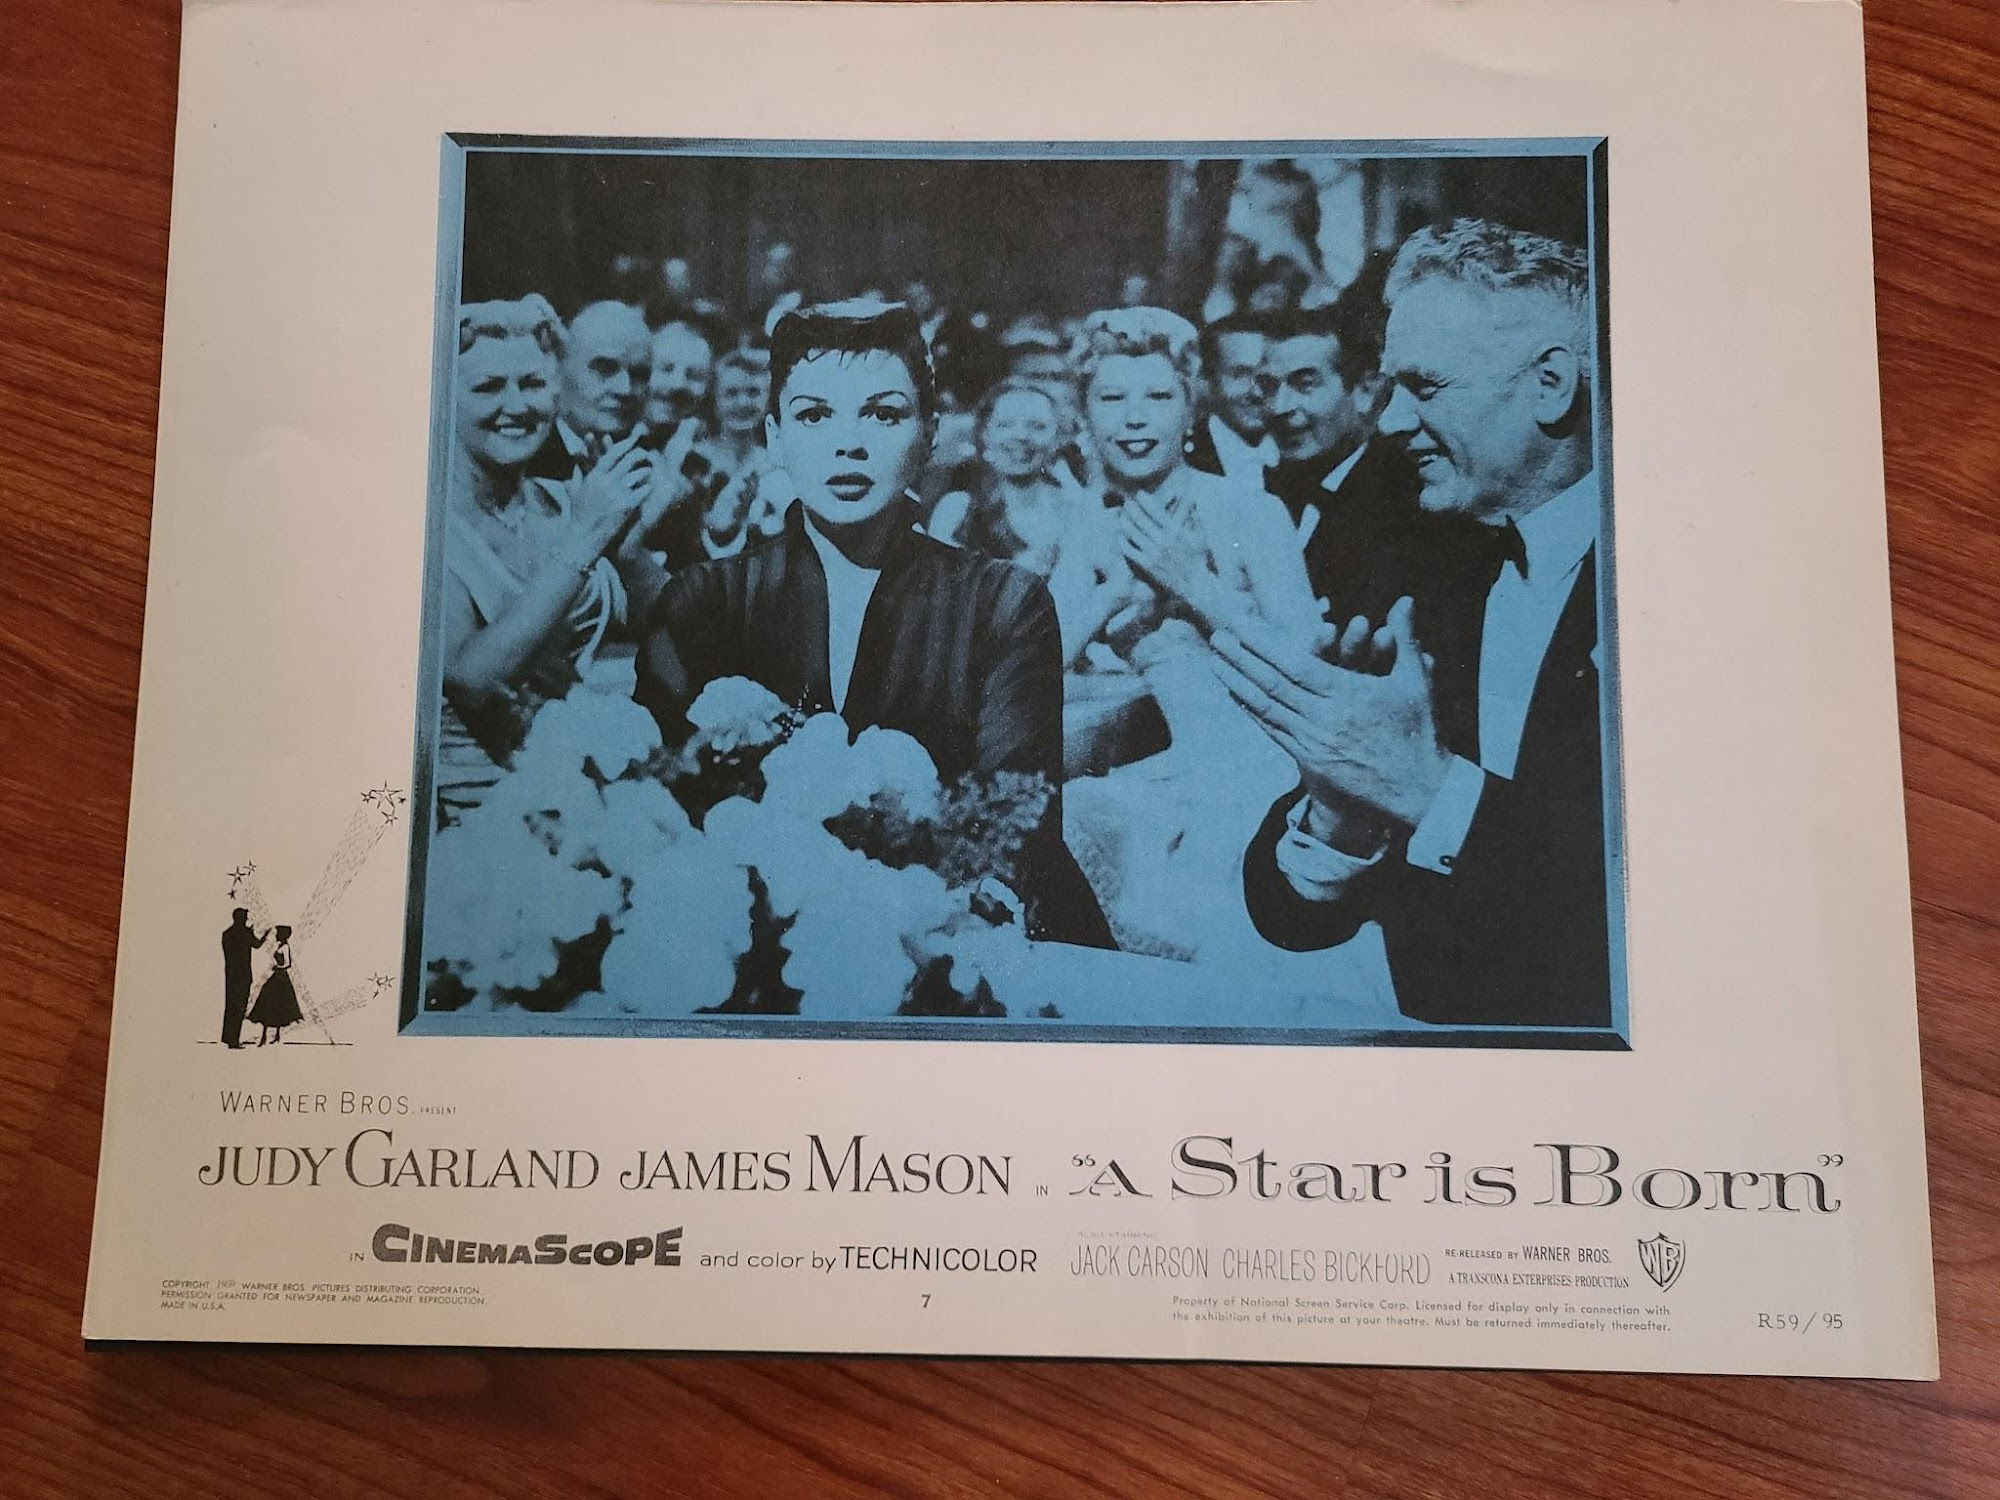 WARNER BROS. PRESENT
JUDY GARLAND JAMES MASON IN "A Star is Born"
IN CINEMASCOPE and color by TECHNICOLOR
ALSO STARRING
JACK CARSON CHARLES BICKFORD
RE-RELEASED BY WARNER BROS.
A TRANSCONA ENTERPRISES PRODUCTION
WB
COPYRIGHT 1959 WARNER BROS. PICTURES DISTRIBUTING CORPORATION
PERMISSION GRANTED FOR NEWSPAPER AND MAGAZINE REPRODUCTION
MADE IN U.S.A.
7
Property of National Screen Service Corp. Licensed for display only in connection with
the exhibition of this picture at your theatre. Must be returned immediately thereafter.
R59/95